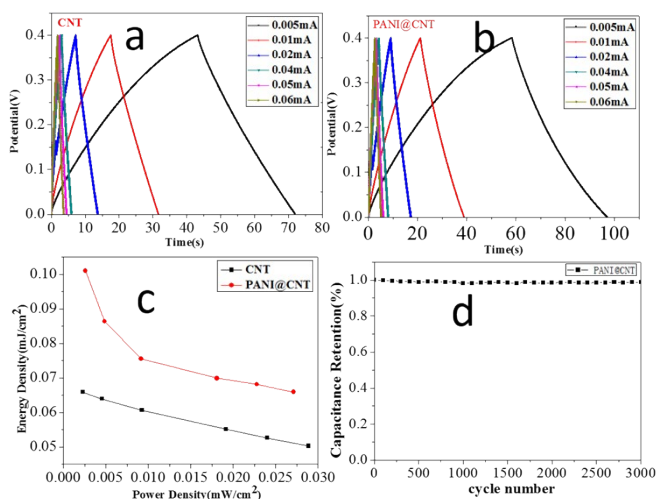 CNT
a
0.005mA
0.01mA
0.02mA
0.04mA
0.05mA
0.06mA
Potential(V)
0.4
0.3
0.2
0.1
0.0
0 10 20 30 40 50 60 70 80
Time(s)
PANI@CNT
b
0.005mA
0.01mA
0.02mA
0.04mA
0.05mA
0.06mA
Potential(V)
0.4
0.3
0.2
0.1
0.0
0 20 40 60 80 100
Time(s)
c
CNT
PANI@CNT
Energy Density(mJ/cm²)
0.10
0.09
0.08
0.07
0.06
0.05
0.000 0.005 0.010 0.015 0.020 0.025 0.030
Power Density(mW/cm²)
PANI@CNT
d
Capacitance Retention(%)
1.0
0.8
0.6
0.4
0.2
0.0
0 500 1000 1500 2000 2500 3000
cycle number